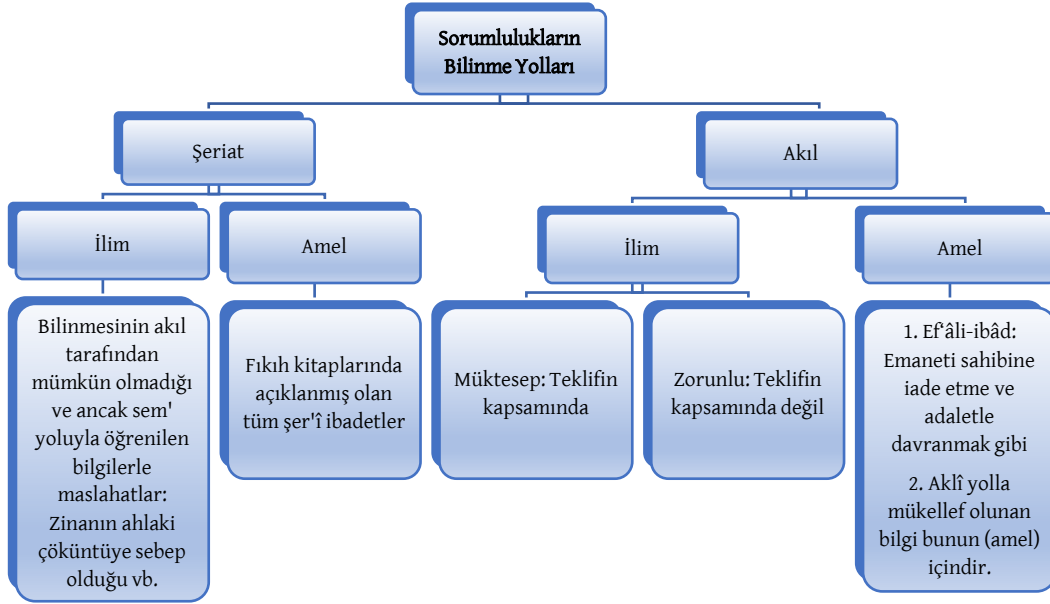 Sorumlulukların
Bilinme Yolları
Şeriat
Akıl
İlim
Amel
İlim
Amel
Bilinmesinin akıl
tarafından
mümkün olmadığı
ve ancak sem'
yoluyla öğrenilen
bilgilerle
maslahatlar:
Zinanın ahlaki
çöküntüye sebep
olduğu vb.
Fıkıh kitaplarında
açıklanmış olan
tüm şer'î ibadetler
Müktesep: Teklifin
kapsamında
Zorunlu: Teklifin
kapsamında değil
1. Ef‘âli-ibâd:
Emaneti sahibine
iade etme ve
adaletle
davranmak gibi
2. Aklî yolla
mükellef olunan
bilgi bunun (amel)
içindir.